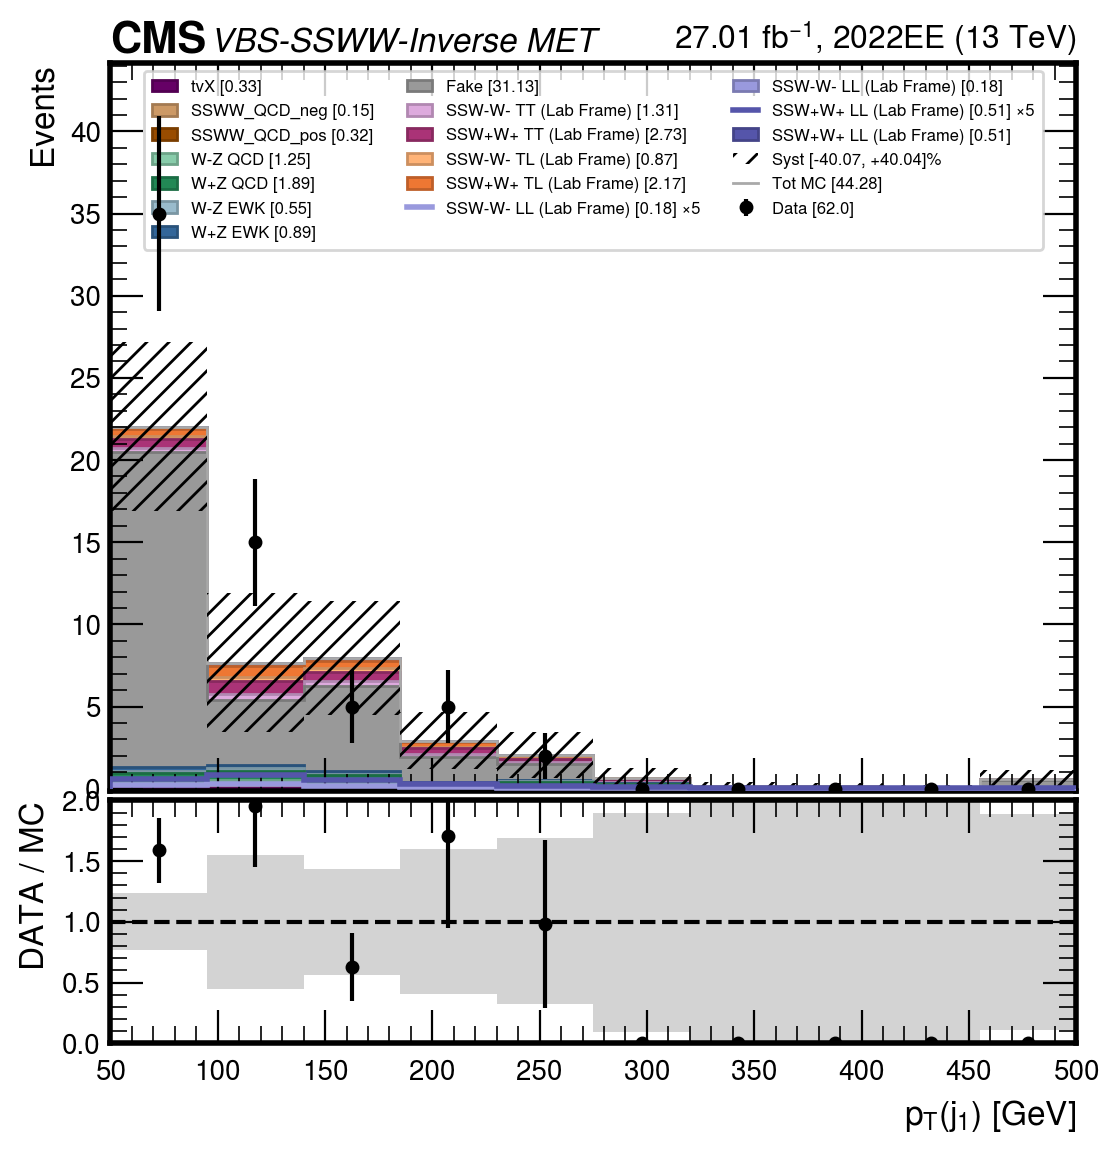 CMS VBS-SSWW-Inverse MET 27.01 fb⁻¹, 2022EE (13 TeV)
Events
tvX [0.33]
SSWW_QCD_neg [0.15]
SSWW_QCD_pos [0.32]
W-Z QCD [1.25]
W+Z QCD [1.89]
W-Z EWK [0.55]
W+Z EWK [0.89]
Fake [31.13]
SSW-W- TT (Lab Frame) [1.31]
SSW+W+ TT (Lab Frame) [2.73]
SSW-W- TL (Lab Frame) [0.87]
SSW+W+ TL (Lab Frame) [2.17]
SSW-W- LL (Lab Frame) [0.18] ×5
SSW-W- LL (Lab Frame) [0.18]
SSW+W+ LL (Lab Frame) [0.51] ×5
SSW+W+ LL (Lab Frame) [0.51]
Syst [-40.07, +40.04]%
Tot MC [44.28]
Data [62.0]
40
35
30
25
20
15
10
5
0
DATA / MC
2.0
1.5
1.0
0.5
0.0
50 100 150 200 250 300 350 400 450 500
p_T(j_1) [GeV]